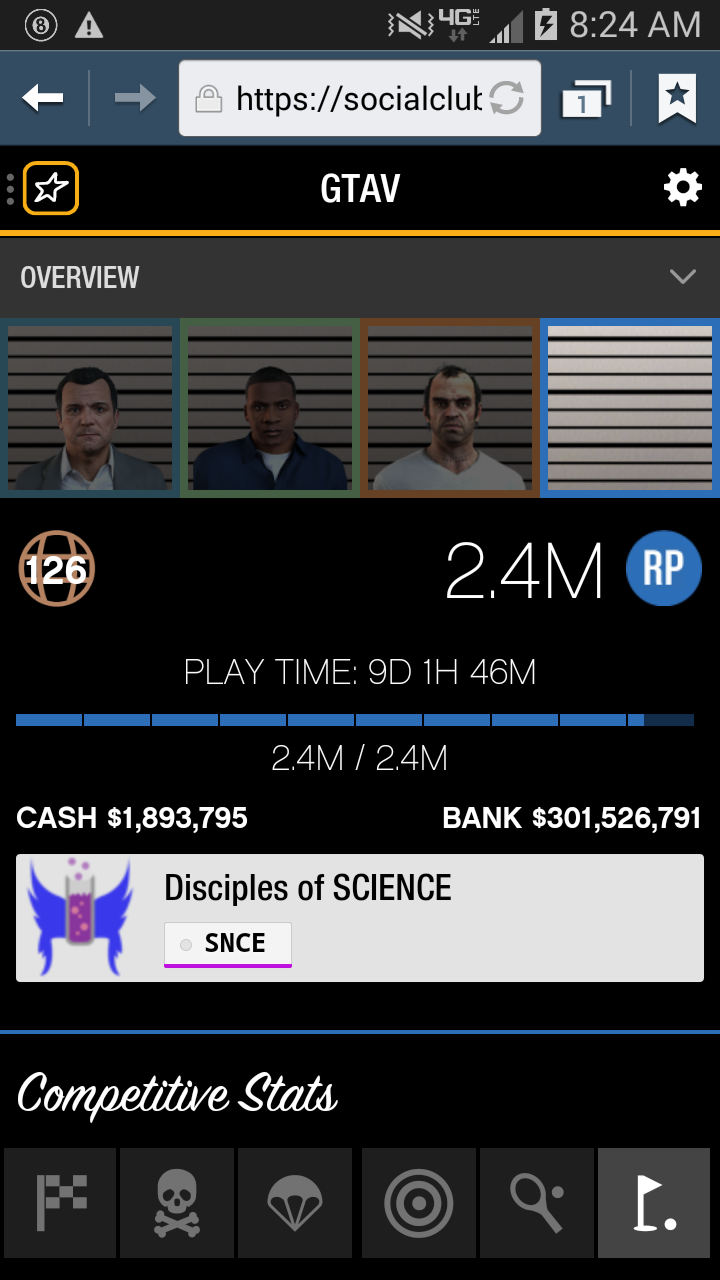 8
4G LTE
8:24 AM
https://socialclub
1
GTAV
OVERVIEW
126
2.4M
RP
PLAY TIME: 9D 1H 46M
2.4M / 2.4M
CASH $1,893,795
BANK $301,526,791
Disciples of SCIENCE
SNCE
Competitive Stats